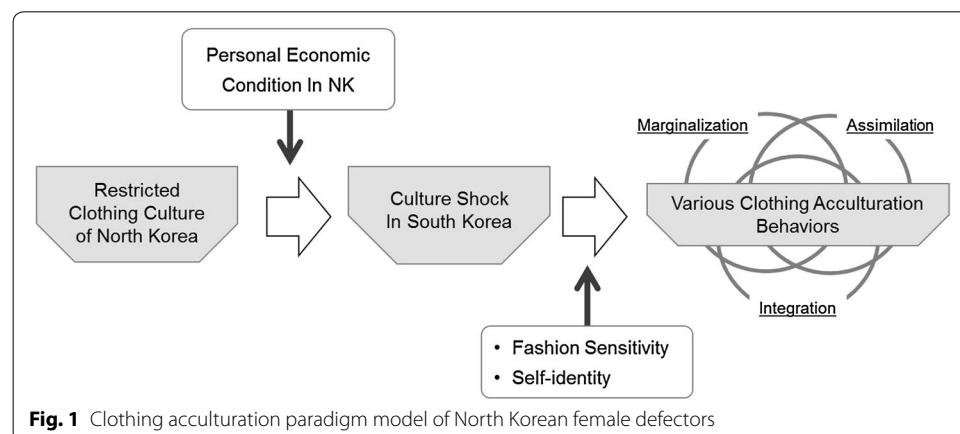 Personal Economic
Condition In NK
Restricted
Clothing Culture
of North Korea
Culture Shock
In South Korea
Marginalization
Assimilation
Various Clothing Acculturation
Behaviors
Integration
• Fashion Sensitivity
• Self-identity
Fig. 1 Clothing acculturation paradigm model of North Korean female defectors